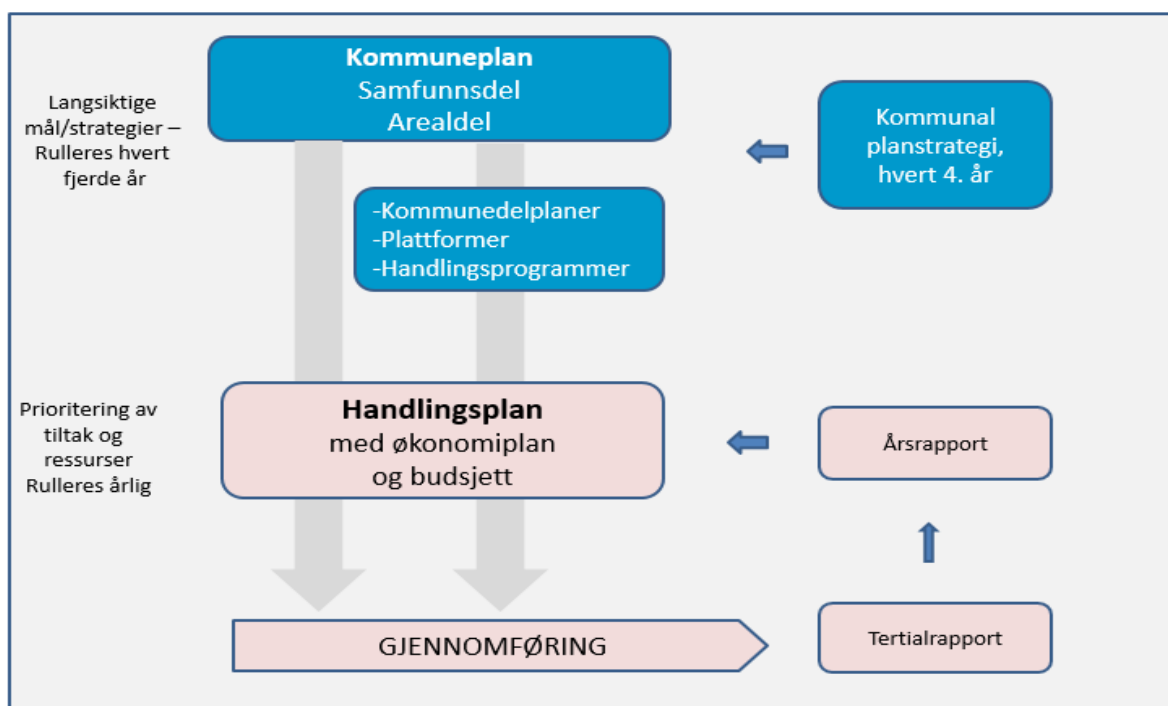 Kommuneplan
Samfunnsdel
Arealdel
Langsiktige
mål/strategier –
Rulleres hvert
fjerde år
Kommunal
planstrategi,
hvert 4. år
-Kommunedelplaner
-Plattformer
-Handlingsprogrammer
Prioritering av
tiltak og
ressurser
Rulleres årlig
Handlingsplan
med økonomiplan
og budsjett
Årsrapport
GJENNOMFØRING
Tertialrapport